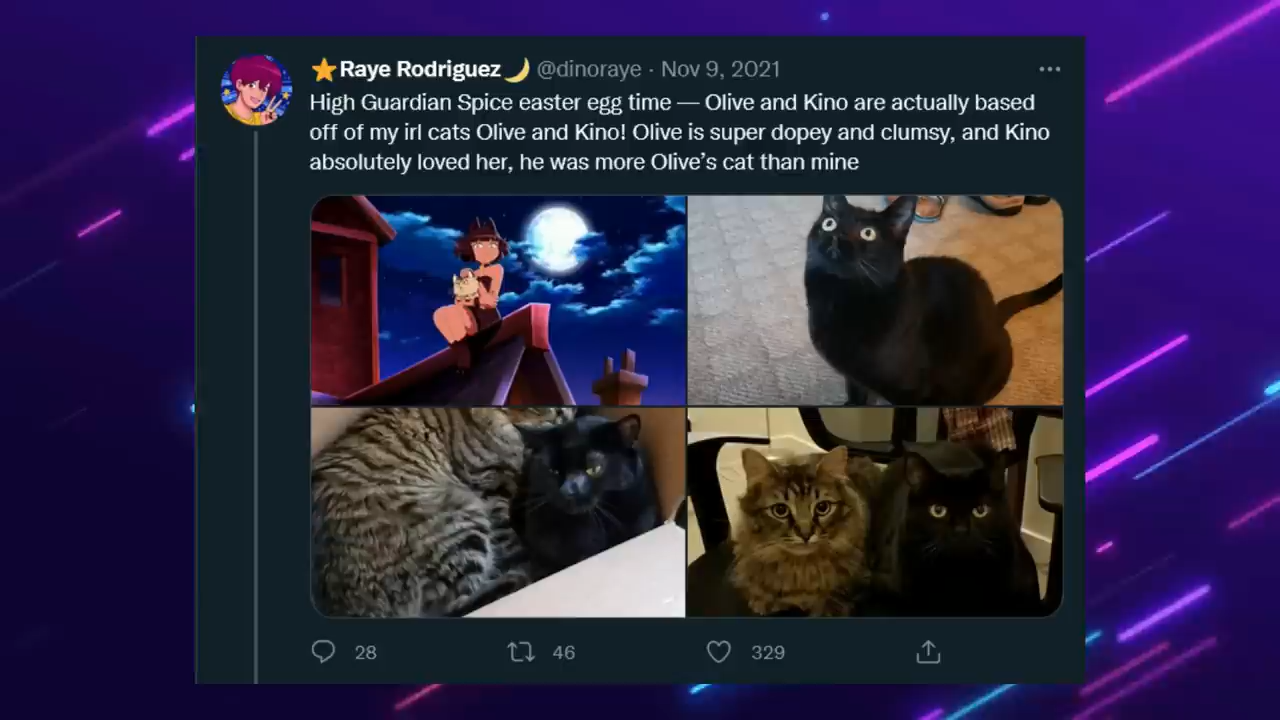 ⭐Raye Rodriguez🌙 @dinoraye · Nov 9, 2021
High Guardian Spice easter egg time — Olive and Kino are actually based
off of my irl cats Olive and Kino! Olive is super dopey and clumsy, and Kino
absolutely loved her, he was more Olive’s cat than mine
28 46 329